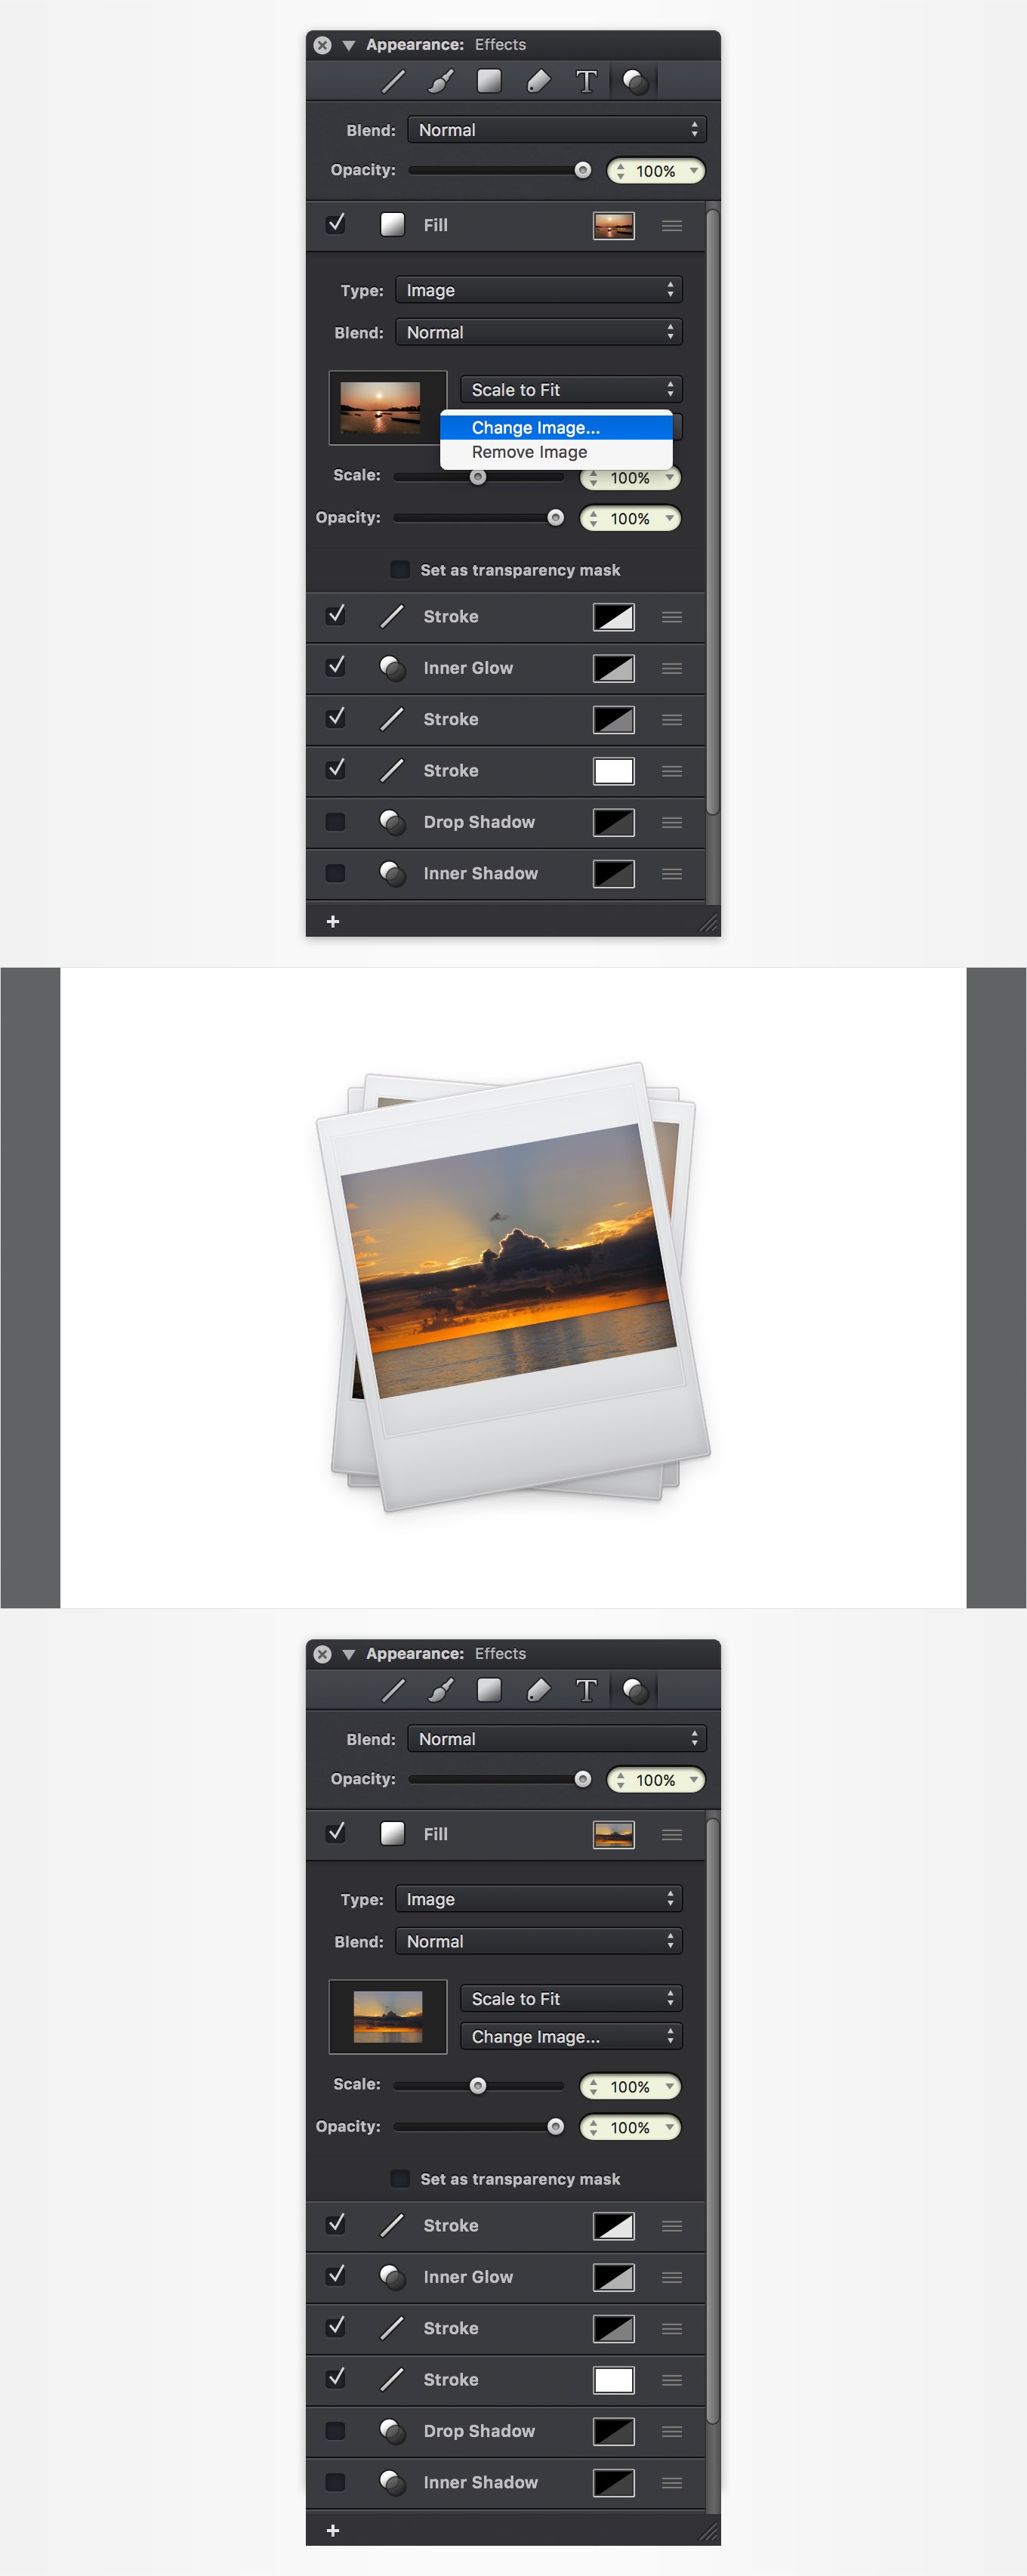 Appearance: Effects
T
Blend: Normal
Opacity: 100%
Fill
Type: Image
Blend: Normal
Scale to Fit
Change Image...
Remove Image
Scale: 100%
Opacity: 100%
Set as transparency mask
Stroke
Inner Glow
Stroke
Stroke
Drop Shadow
Inner Shadow
+
Appearance: Effects
T
Blend: Normal
Opacity: 100%
Fill
Type: Image
Blend: Normal
Scale to Fit
Change Image...
Scale: 100%
Opacity: 100%
Set as transparency mask
Stroke
Inner Glow
Stroke
Stroke
Drop Shadow
Inner Shadow
+